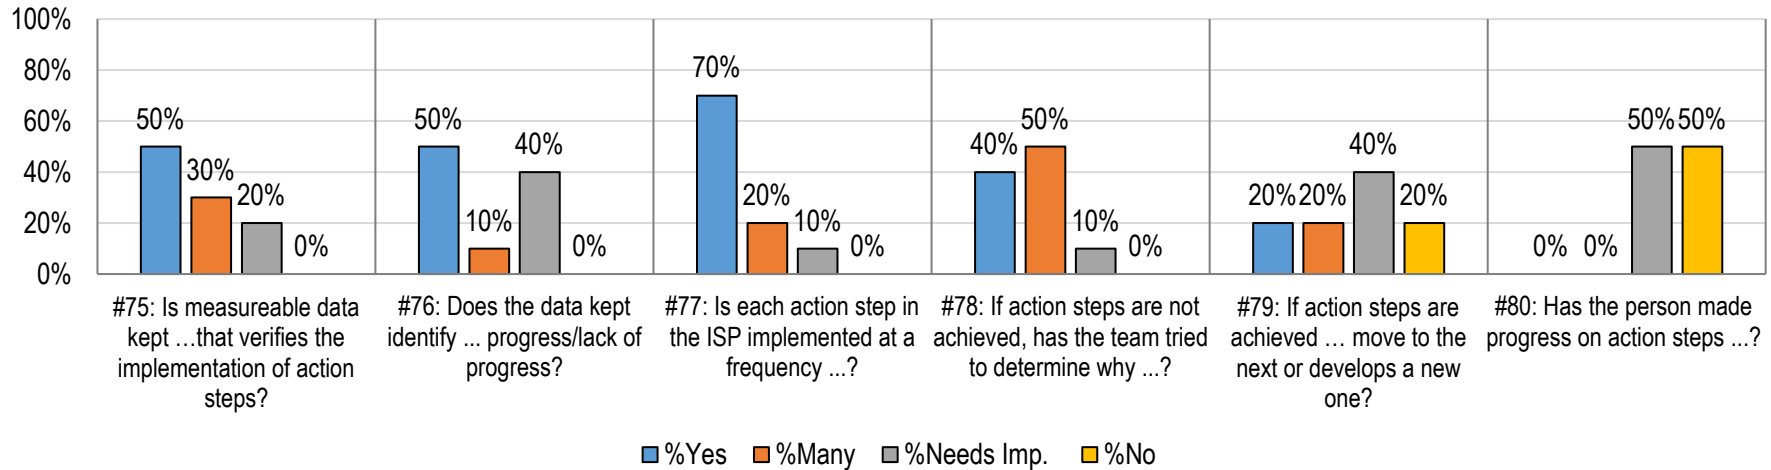 100%
80%
60%
40%
20%
0%
50%
30%
20%
0%
50%
10%
40%
0%
70%
20%
10%
0%
40%
50%
10%
0%
20%
20%
40%
20%
0%
0%
50%
50%
#75: Is measureable data
kept …that verifies the
implementation of action
steps?
#76: Does the data kept
identify ... progress/lack of
progress?
#77: Is each action step in
the ISP implemented at a
frequency ...?
#78: If action steps are not
achieved, has the team tried
to determine why ...?
#79: If action steps are
achieved … move to the
next or develops a new
one?
#80: Has the person made
progress on action steps ...?
%Yes %Many %Needs Imp. %No